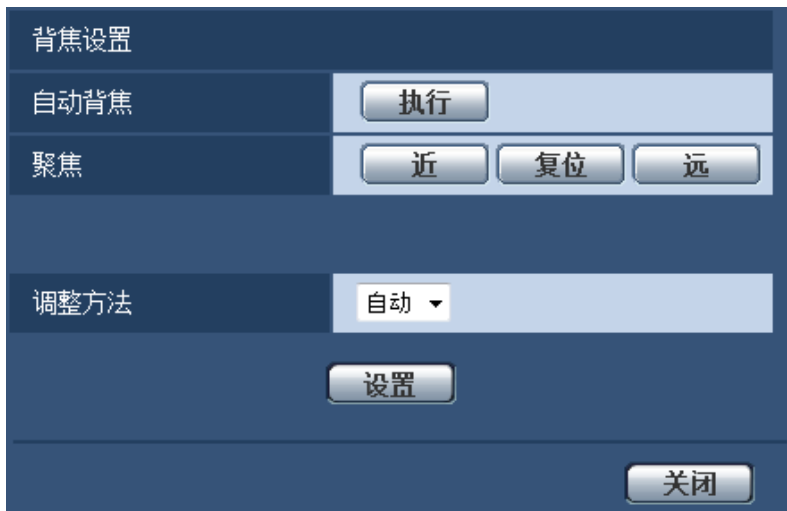 背焦设置
自动背焦 执行
聚焦 近 复位 远
调整方法 自动
设置
关闭